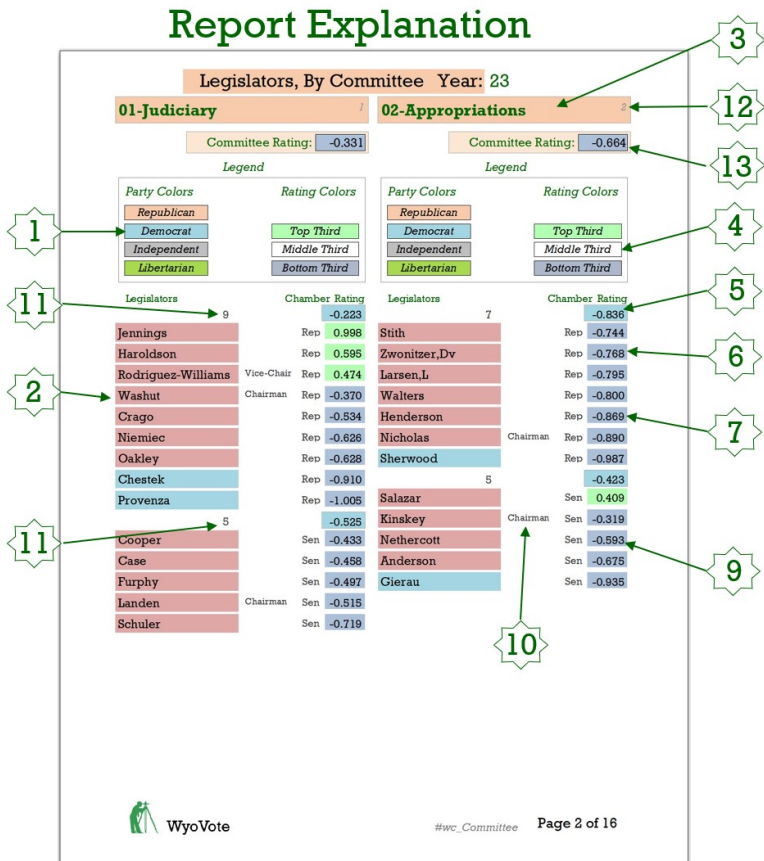 Report Explanation
Legislators, By Committee Year: 23
01-Judiciary 1 02-Appropriations 2
Committee Rating: -0.331 Committee Rating: -0.664
Legend Legend
Party Colors Rating Colors Party Colors Rating Colors
Republican Republican
Democrat Top Third Democrat Top Third
Independent Middle Third Independent Middle Third
Libertarian Bottom Third Libertarian Bottom Third
Legislators Chamber Rating Legislators Chamber Rating
9 -0.223 7 -0.836
Jennings Rep 0.998 Stith Rep -0.744
Haroldson Rep 0.595 Zwonitzer,Dv Rep -0.768
Rodriguez-Williams Vice-Chair Rep 0.474 Larsen,L Rep -0.795
Washut Chairman Rep -0.370 Walters Rep -0.800
Crago Rep -0.534 Henderson Rep -0.869
Niemiec Rep -0.626 Nicholas Chairman Rep -0.890
Oakley Rep -0.628 Sherwood Rep -0.987
Chestek Rep -0.910 5 -0.423
Provenza Rep -1.005 Salazar Sen 0.409
5 -0.525 Kinskey Chairman Sen -0.319
Cooper Sen -0.433 Nethercott Sen -0.593
Case Sen -0.458 Anderson Sen -0.675
Furphy Sen -0.497 Gierau Sen -0.935
Landen Chairman Sen -0.515
Schuler Sen -0.719
WyoVote #wc_Committee Page 2 of 16
1
11
2
11
3
12
13
4
5
6
7
9
10